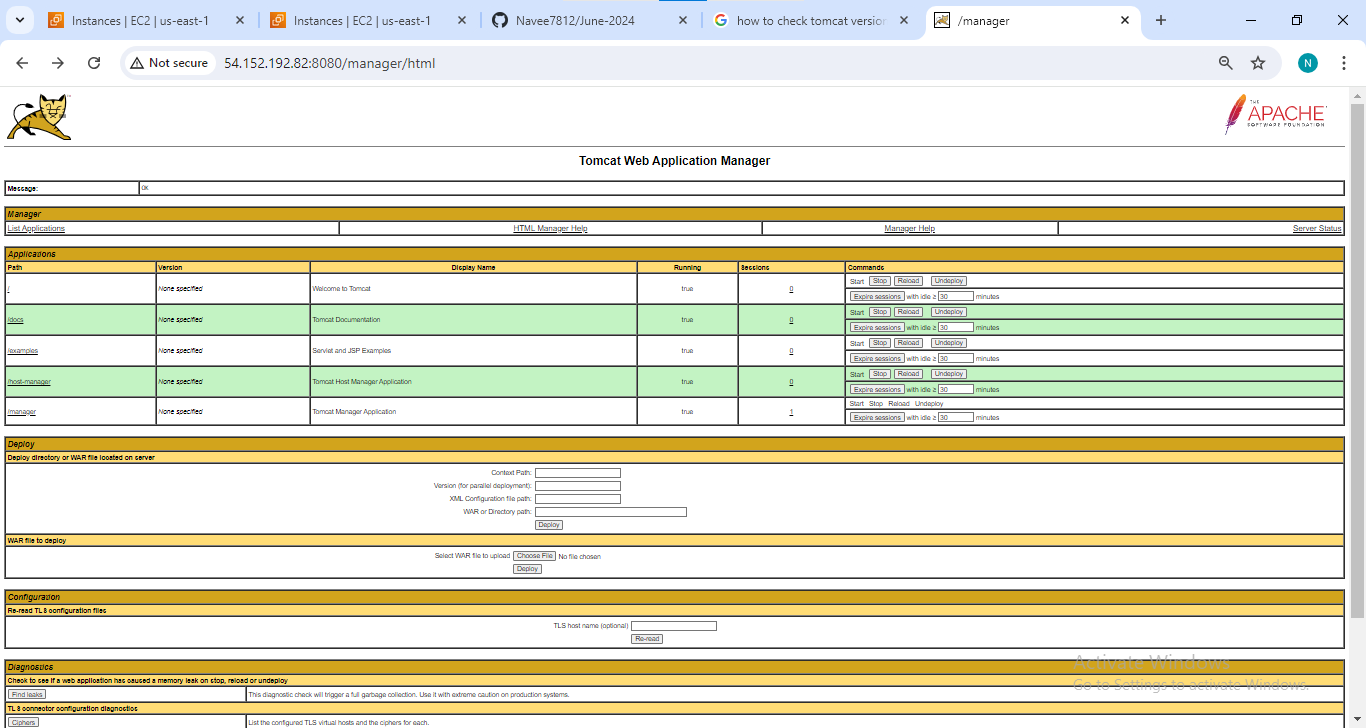 Instances | EC2 | us-east-1
Instances | EC2 | us-east-1
Navee7812/June-2024
how to check tomcat version
/manager
Not secure
54.152.192.82:8080/manager/html
N
THE
APACHE
SOFTWARE FOUNDATION
Tomcat Web Application Manager
Message: OK
Manager
List Applications HTML Manager Help Manager Help Server Status
Applications
Path Version Display Name Running Sessions Commands
/ None specified Welcome to Tomcat true 0 Start Stop Reload Undeploy
Expire sessions with idle ≥ 30 minutes
/docs None specified Tomcat Documentation true 0 Start Stop Reload Undeploy
Expire sessions with idle ≥ 30 minutes
/examples None specified Servlet and JSP Examples true 0 Start Stop Reload Undeploy
Expire sessions with idle ≥ 30 minutes
/host-manager None specified Tomcat Host Manager Application true 0 Start Stop Reload Undeploy
Expire sessions with idle ≥ 30 minutes
/manager None specified Tomcat Manager Application true 1 Start Stop Reload Undeploy
Expire sessions with idle ≥ 30 minutes
Deploy
Deploy directory or WAR file located on server
Context Path:
Version (for parallel deployment):
XML Configuration file path:
WAR or Directory path:
Deploy
WAR file to deploy
Select WAR file to upload Choose File No file chosen
Deploy
Configuration
Re-read TLS configuration files
TLS host name (optional)
Re-read
Diagnostics
Check to see if a web application has caused a memory leak on stop, reload or undeploy
Find leaks This diagnostic check will trigger a full garbage collection. Use it with extreme caution on production systems.
TLS connector configuration diagnostics
Ciphers List the configured TLS virtual hosts and the ciphers for each.
Activate Windows
Go to Settings to activate Windows.